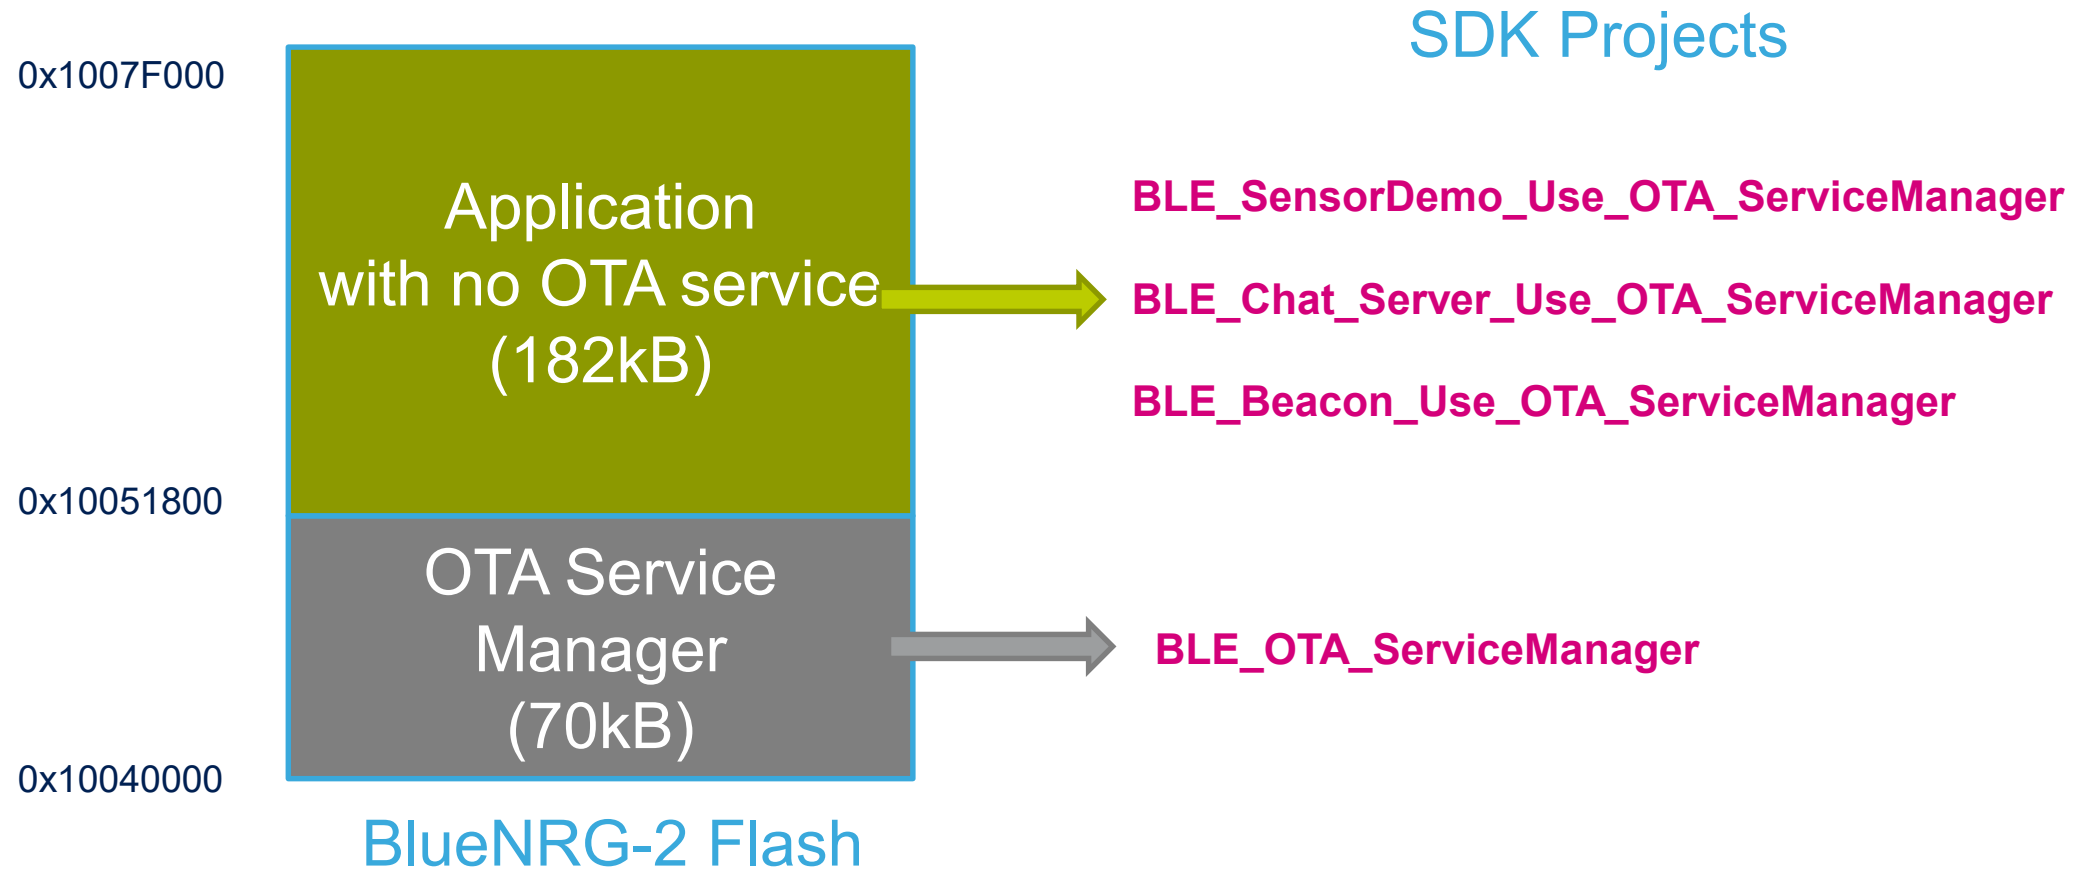 SDK Projects
0x1007F000
Application
with no OTA service
(182kB)
BLE_SensorDemo_Use_OTA_ServiceManager
BLE_Chat_Server_Use_OTA_ServiceManager
BLE_Beacon_Use_OTA_ServiceManager
0x10051800
OTA Service
Manager
(70kB)
BLE_OTA_ServiceManager
0x10040000
BlueNRG-2 Flash